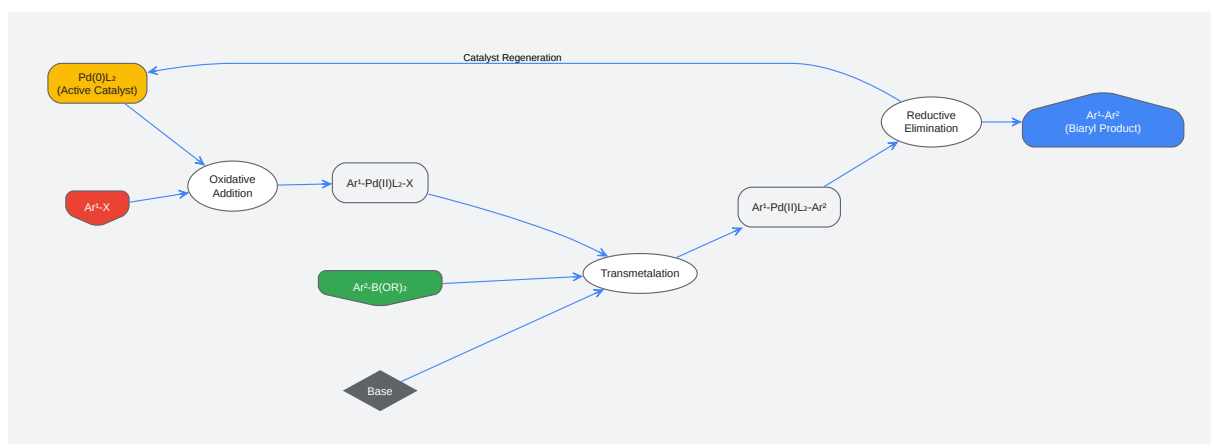 Catalyst Regeneration
Pd(0)L₂
(Active Catalyst)
Ar¹-X
Oxidative
Addition
Ar¹-Pd(II)L₂-X
Ar²-B(OR)₂
Base
Transmetalation
Ar¹-Pd(II)L₂-Ar²
Reductive
Elimination
Ar¹-Ar²
(Biaryl Product)